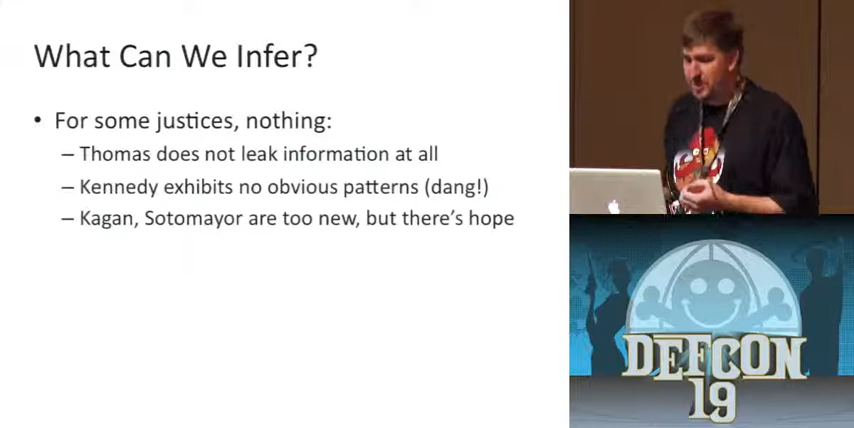 What Can We Infer?
• For some justices, nothing:
– Thomas does not leak information at all
– Kennedy exhibits no obvious patterns (dang!)
– Kagan, Sotomayor are too new, but there's hope
DEFCON
19